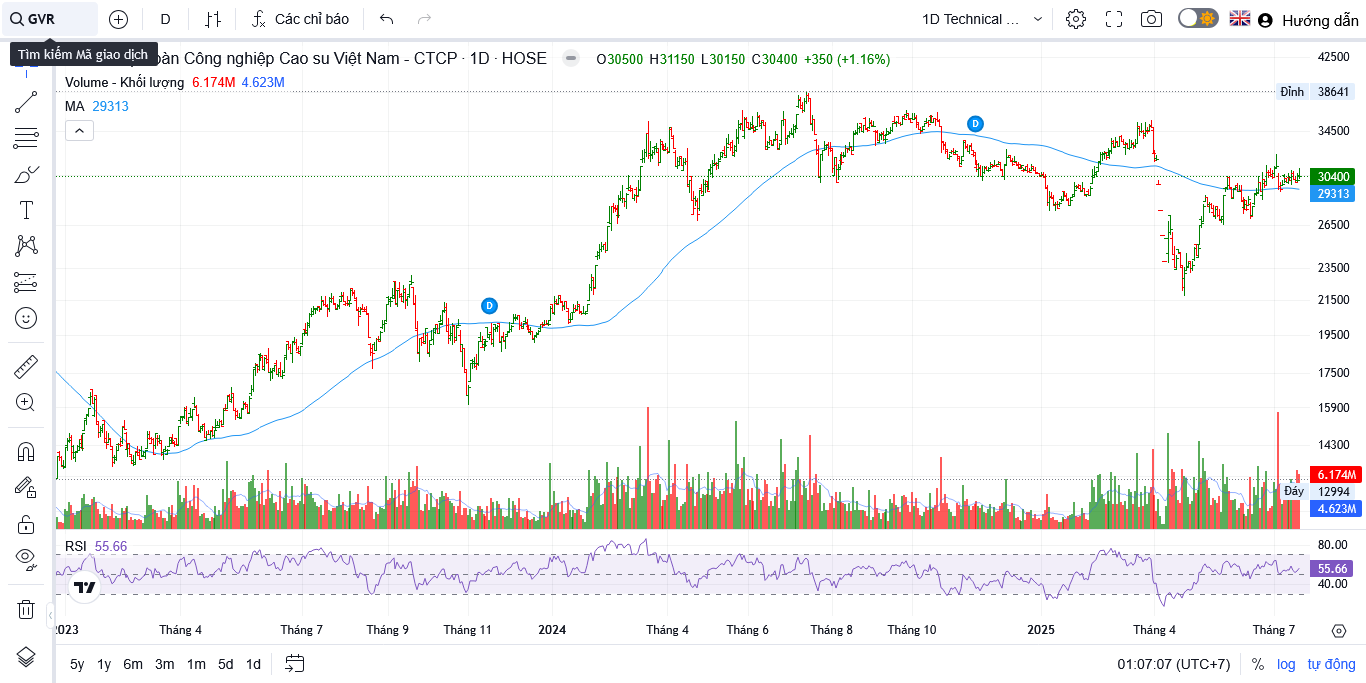 GVR
D
Các chỉ báo
1D Technical ...
Hướng dẫn
Tìm kiếm Mã giao dịch
oàn Công nghiệp Cao su Việt Nam - CTCP · 1D · HOSE
O30500 H31150 L30150 C30400 +350 (+1.16%)
Volume - Khối lượng 6.174M 4.623M
MA 29313
D
D
42500
Đỉnh 38641
34500
30400
29313
26500
23500
21500
19500
17500
15900
14300
6.174M
Đáy 12994
4.623M
RSI 55.66
80.00
55.66
40.00
2023
Tháng 4
Tháng 7
Tháng 9
Tháng 11
2024
Tháng 4
Tháng 6
Tháng 8
Tháng 10
2025
Tháng 4
Tháng 7
5y 1y 6m 3m 1m 5d 1d
01:07:07 (UTC+7)
% log tự động